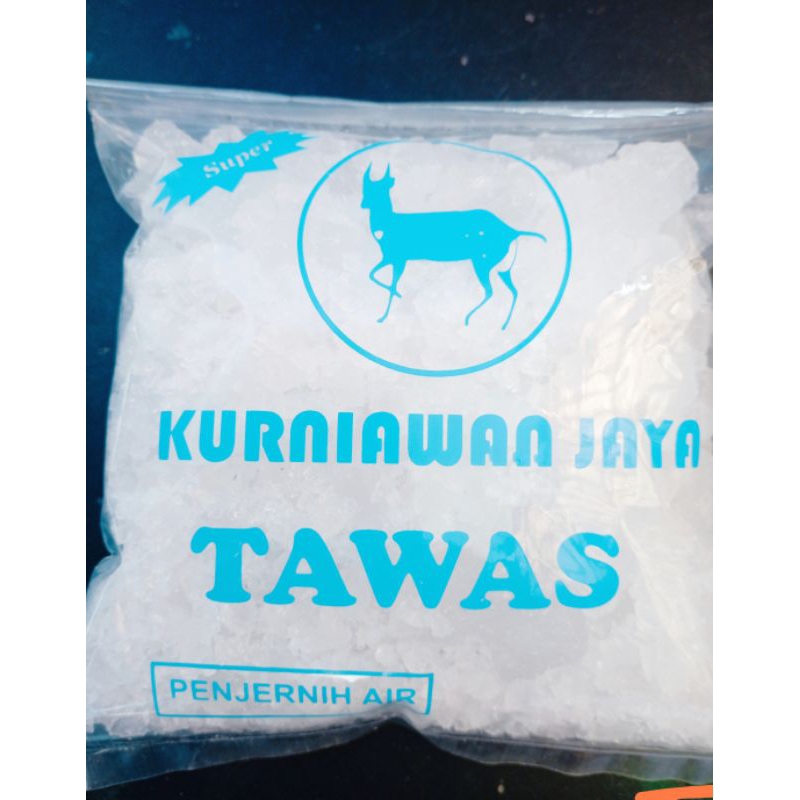 Super
KURNIAWAN JAYA
TAWAS
PENJERNIH AIR